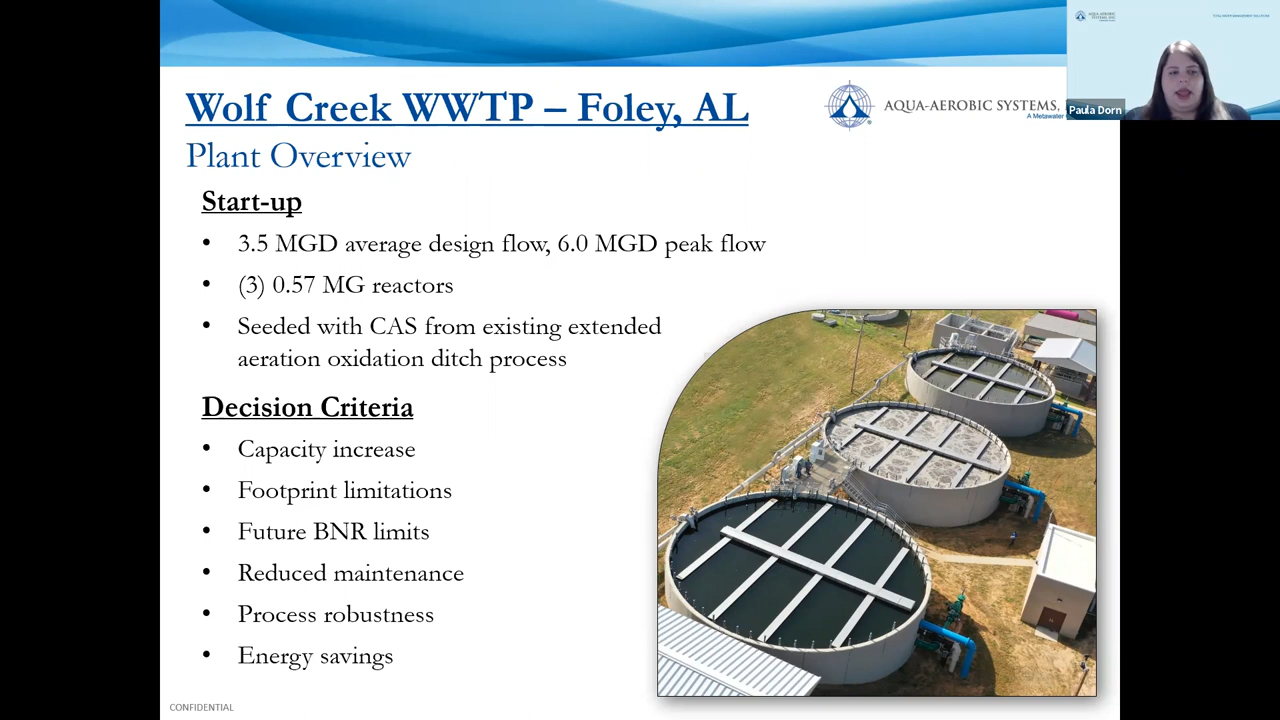 Wolf Creek WWTP – Foley, AL
Plant Overview
AQUA-AEROBIC SYSTEMS,
A Metawater
Paula Dorn
Start-up
• 3.5 MGD average design flow, 6.0 MGD peak flow
• (3) 0.57 MG reactors
• Seeded with CAS from existing extended
aeration oxidation ditch process
Decision Criteria
• Capacity increase
• Footprint limitations
• Future BNR limits
• Reduced maintenance
• Process robustness
• Energy savings
CONFIDENTIAL